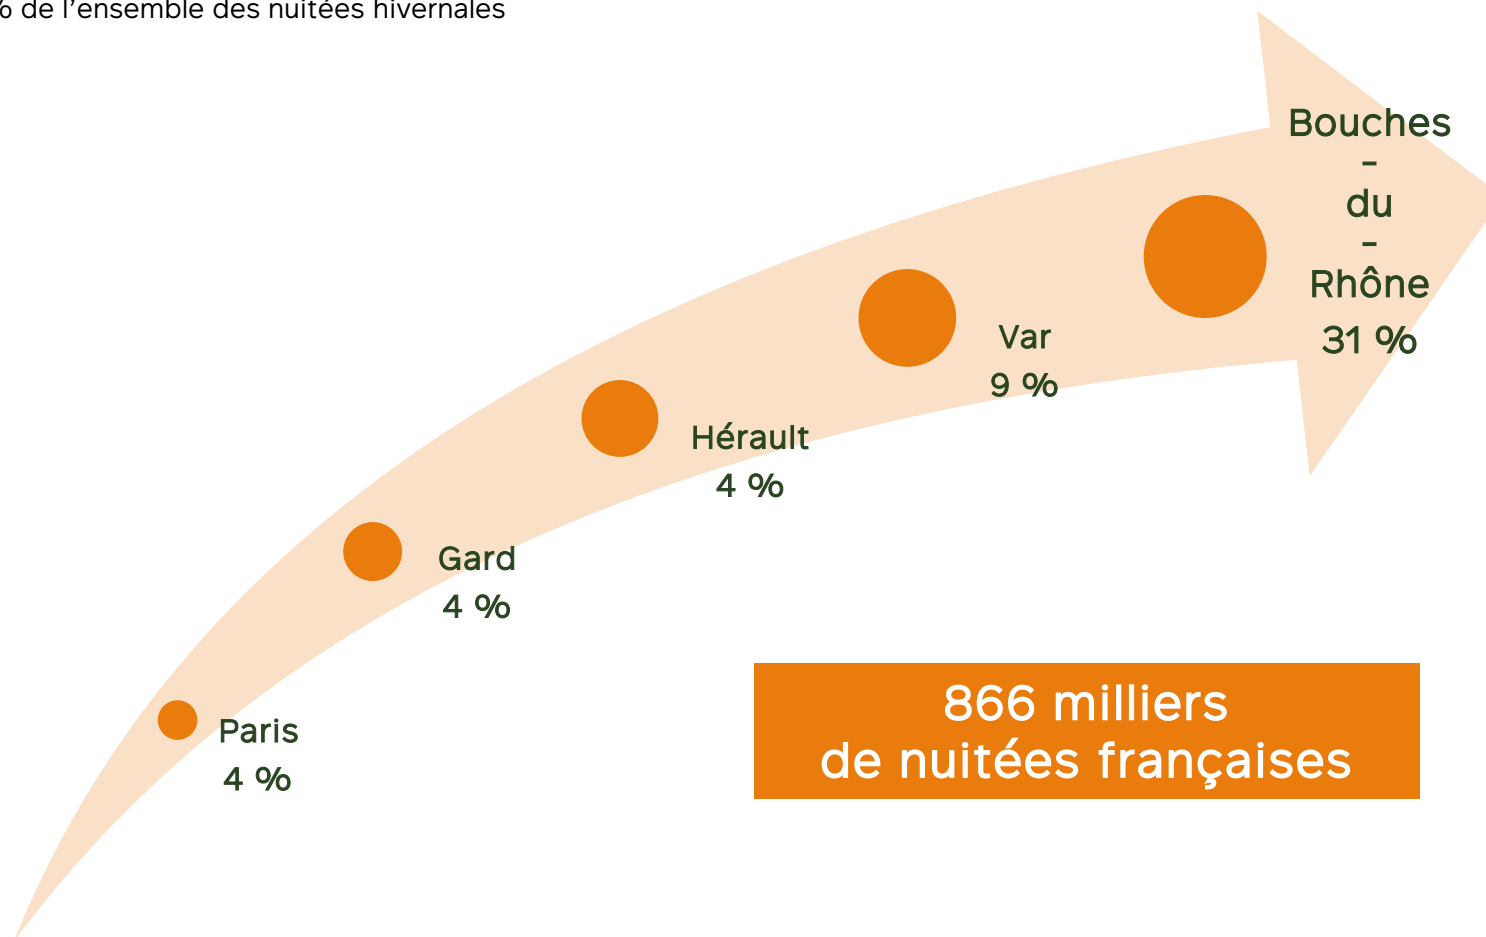 % de l’ensemble des nuitées hivernales
Bouches
-
du
-
Rhône
31 %
Var
9 %
Hérault
4 %
Gard
4 %
Paris
4 %
866 milliers
de nuitées françaises